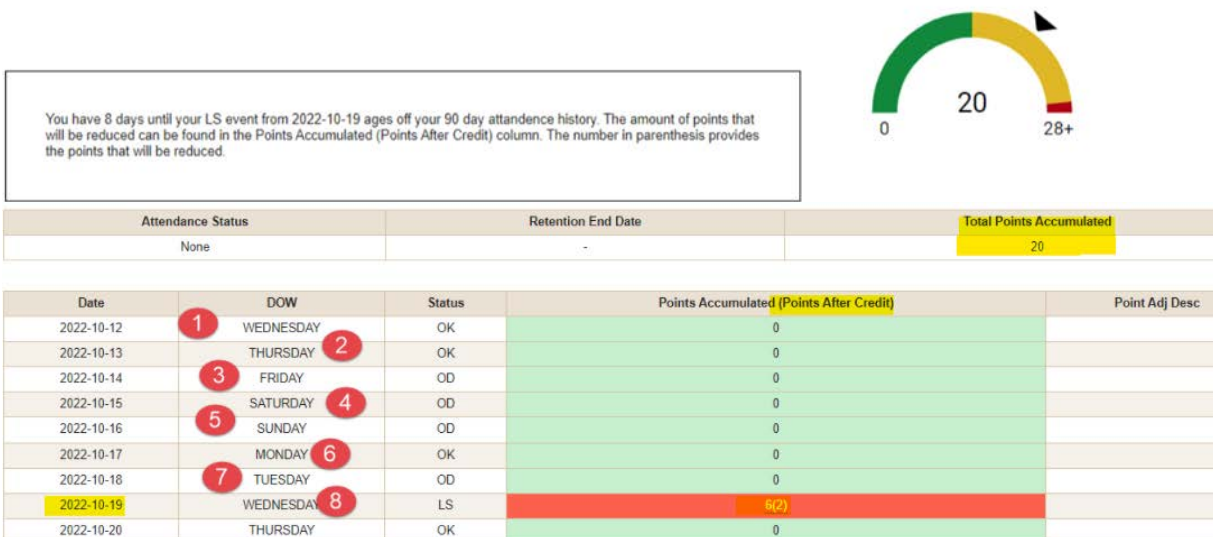 20
0
28+
You have 8 days until your LS event from 2022-10-19 ages off your 90 day attandence history. The amount of points that
will be reduced can be found in the Points Accumulated (Points After Credit) column. The number in parenthesis provides
the points that will be reduced.
Attendance Status Retention End Date Total Points Accumulated
None - 20
Date DOW Status Points Accumulated (Points After Credit) Point Adj Desc
2022-10-12 1 WEDNESDAY OK 0
2022-10-13 THURSDAY 2 OK 0
2022-10-14 3 FRIDAY OD 0
2022-10-15 SATURDAY 4 OD 0
2022-10-16 5 SUNDAY OD 0
2022-10-17 MONDAY 6 OK 0
2022-10-18 7 TUESDAY OD 0
2022-10-19 WEDNESDAY 8 LS 6(2)
2022-10-20 THURSDAY OK 0